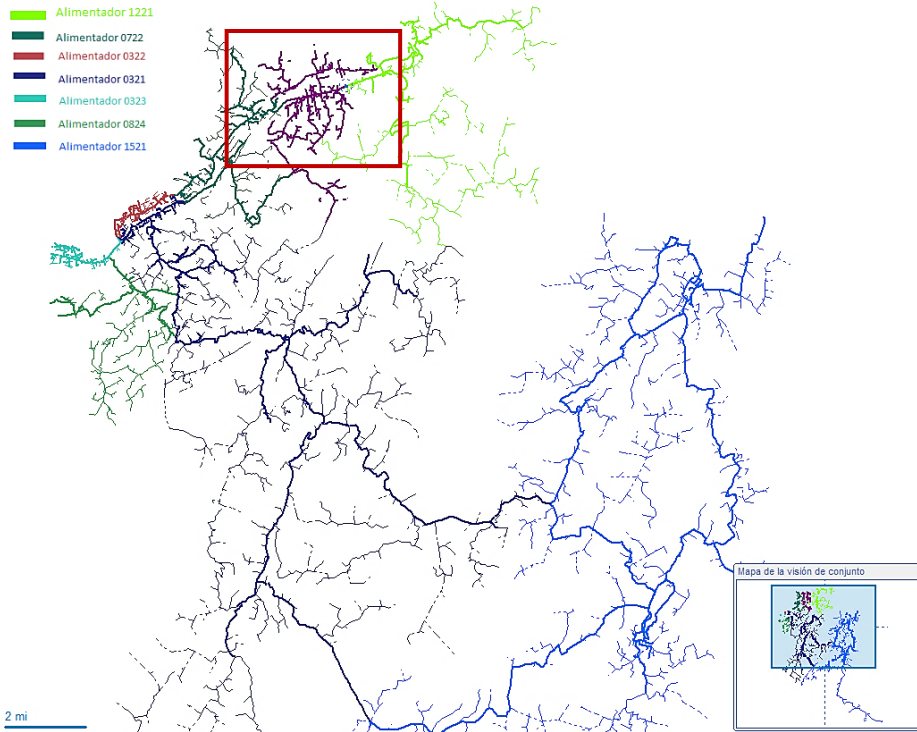 Alimentador 1221
Alimentador 0722
Alimentador 0322
Alimentador 0321
Alimentador 0323
Alimentador 0824
Alimentador 1521
Mapa de la visión de conjunto
2 mi